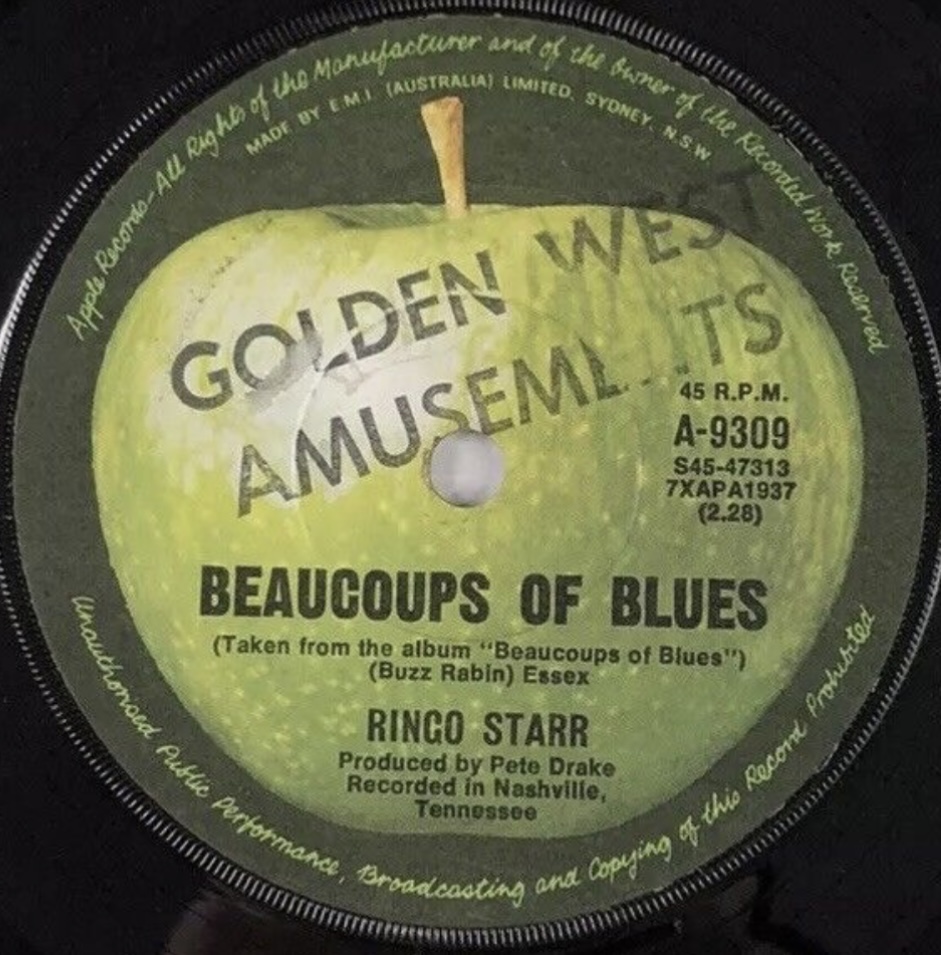 Apple Records-All Rights of the Manufacturer and of the Owner of the Recorded Work Reserved
MADE BY E.M.I. (AUSTRALIA) LIMITED, SYDNEY, N.S.W
GOLDEN WEST
45 R.P.M.
A-9309
S45-47313
7XAPA1937
(2.28)
BEAUCOUPS OF BLUES
(Taken from the album "Beaucoups of Blues")
(Buzz Rabin) Essex
RINGO STARR
Produced by Pete Drake
Recorded in Nashville,
Tennessee
Unauthorised Public Performance, Broadcasting and Copying of this Record Prohibited